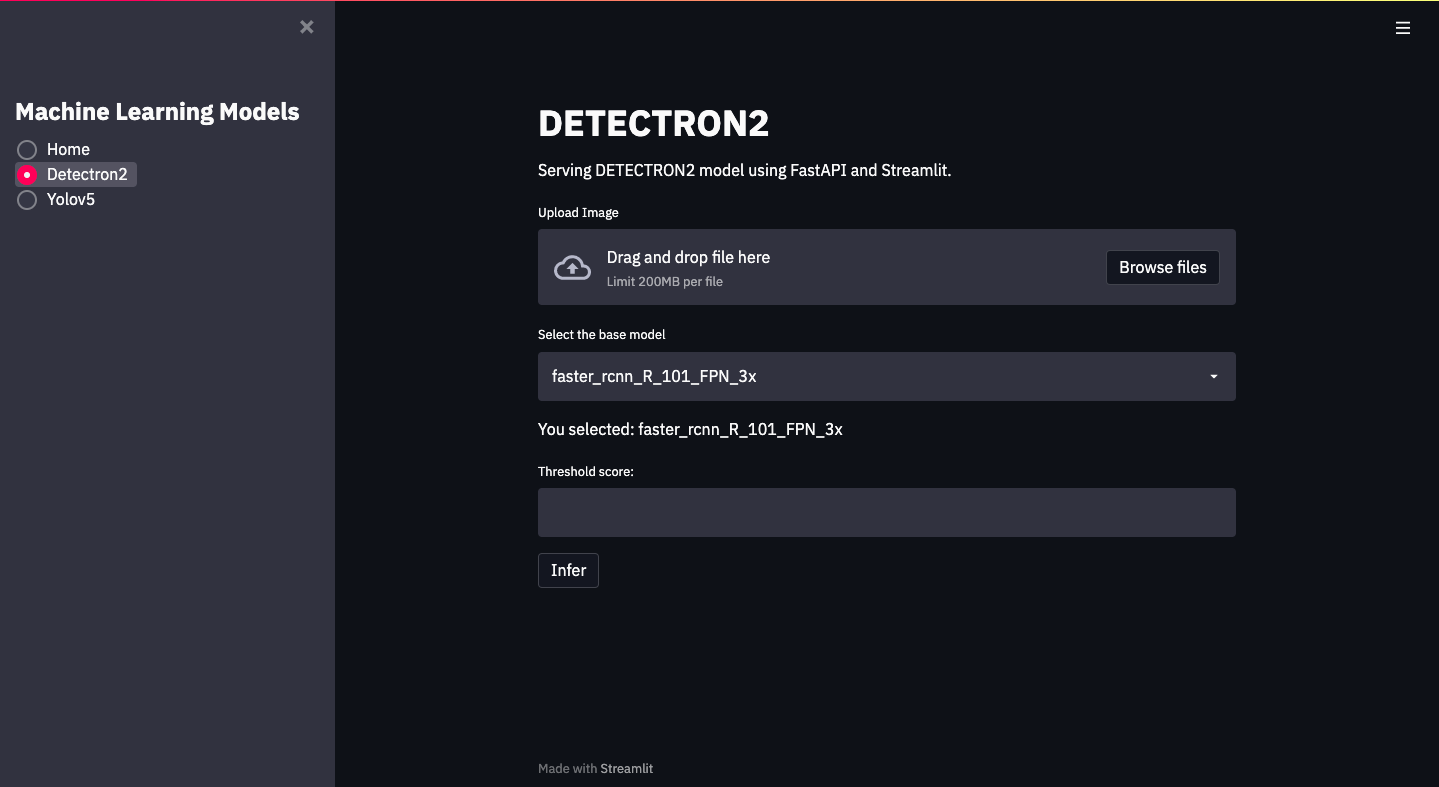 Machine Learning Models
Home
Detectron2
Yolov5
DETECTRON2
Serving DETECTRON2 model using FastAPI and Streamlit.
Upload Image
Drag and drop file here
Limit 200MB per file
Browse files
Select the base model
faster_rcnn_R_101_FPN_3x
You selected: faster_rcnn_R_101_FPN_3x
Threshold score:
Infer
Made with Streamlit